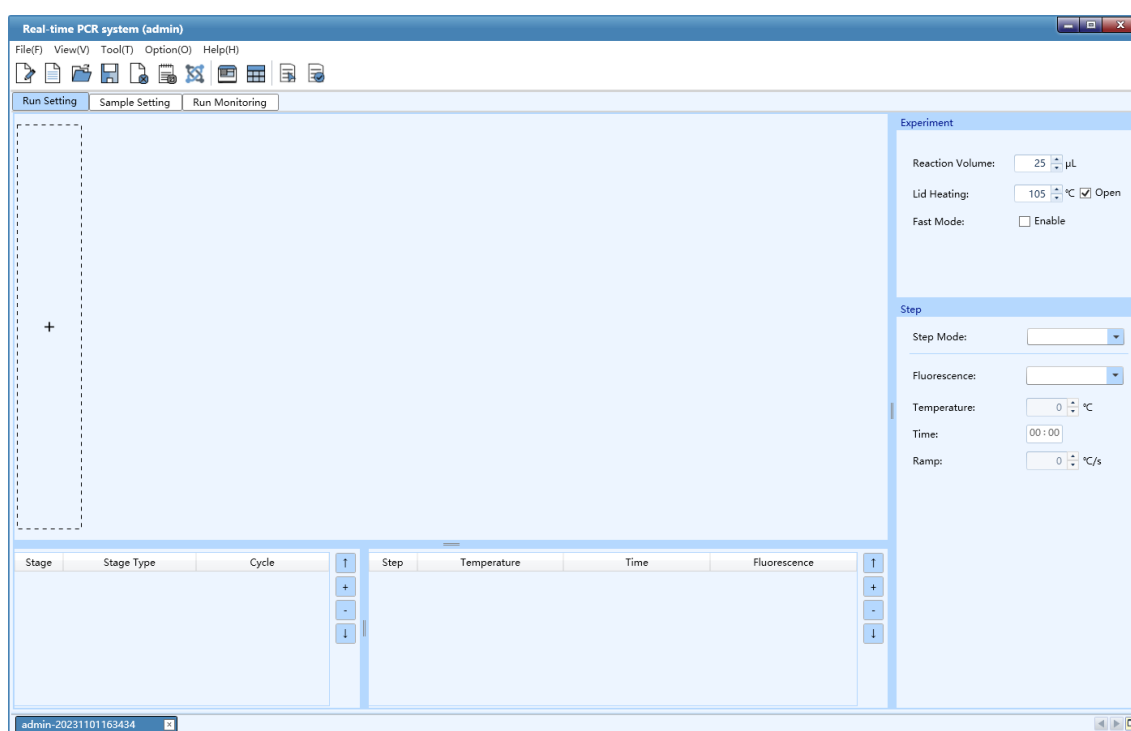 Real-time PCR system (admin)
File(F) View(V) Tool(T) Option(O) Help(H)
Run Setting Sample Setting Run Monitoring
+
Experiment
Reaction Volume: 25 μL
Lid Heating: 105 ℃ Open
Fast Mode: Enable
Step
Step Mode:
Fluorescence:
Temperature: 0 ℃
Time: 00:00
Ramp: 0 ℃/s
Stage Stage Type Cycle ↑
+
-
↓
Step Temperature Time Fluorescence ↑
+
-
↓
admin-20231101163434 x